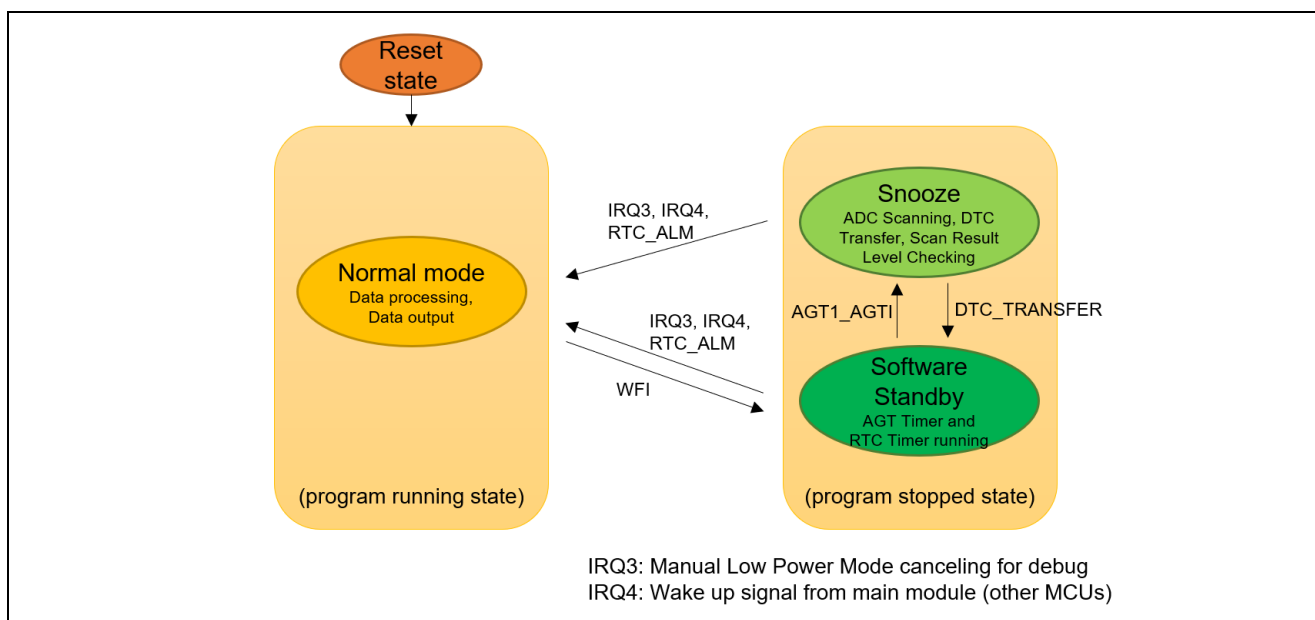 Reset
state
Normal mode
Data processing,
Data output
(program running state)
IRQ3, IRQ4,
RTC_ALM
IRQ3, IRQ4,
RTC_ALM
WFI
Snooze
ADC Scanning, DTC
Transfer, Scan Result
Level Checking
AGT1_AGTI
DTC_TRANSFER
Software
Standby
AGT Timer and
RTC Timer running
(program stopped state)
IRQ3: Manual Low Power Mode canceling for debug
IRQ4: Wake up signal from main module (other MCUs)